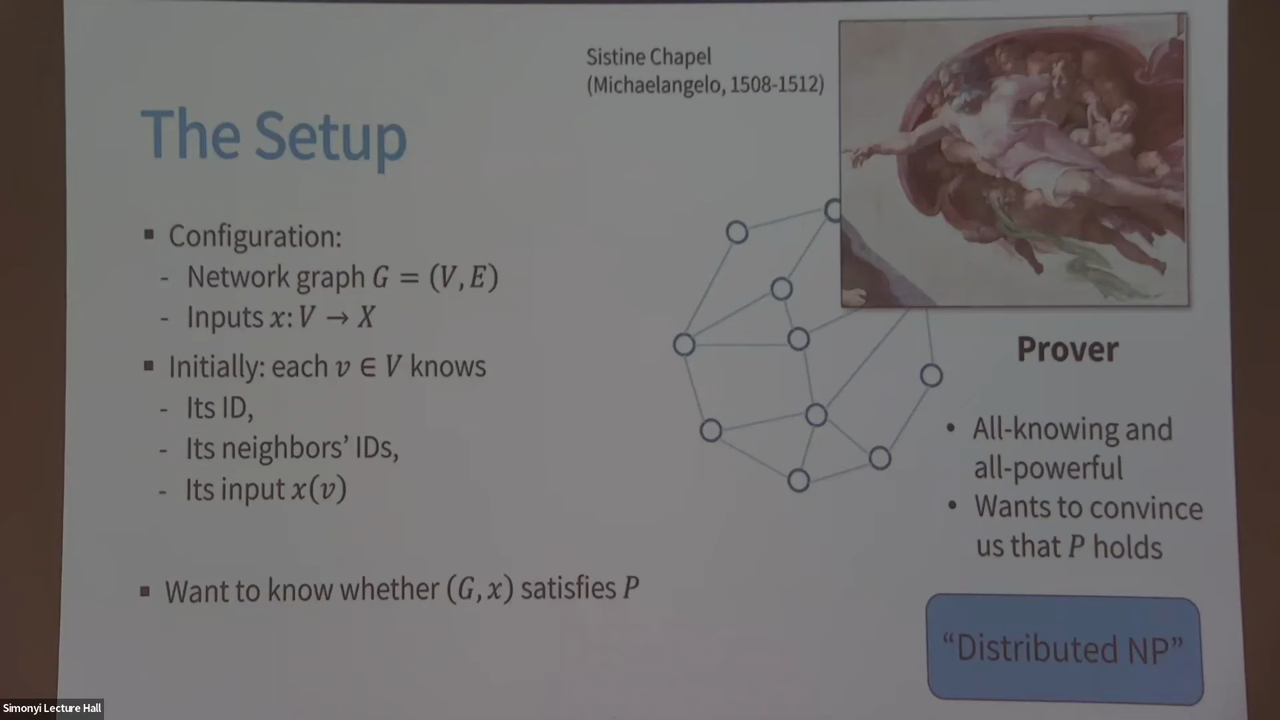 Sistine Chapel
(Michaelangelo, 1508-1512)
The Setup
▪ Configuration:
- Network graph G = (V, E)
- Inputs x: V → X
▪ Initially: each v ∈ V knows
- Its ID,
- Its neighbors' IDs,
- Its input x(v)
▪ Want to know whether (G, x) satisfies P
Prover
• All-knowing and
all-powerful
• Wants to convince
us that P holds
“Distributed NP”
Simonyi Lecture Hall